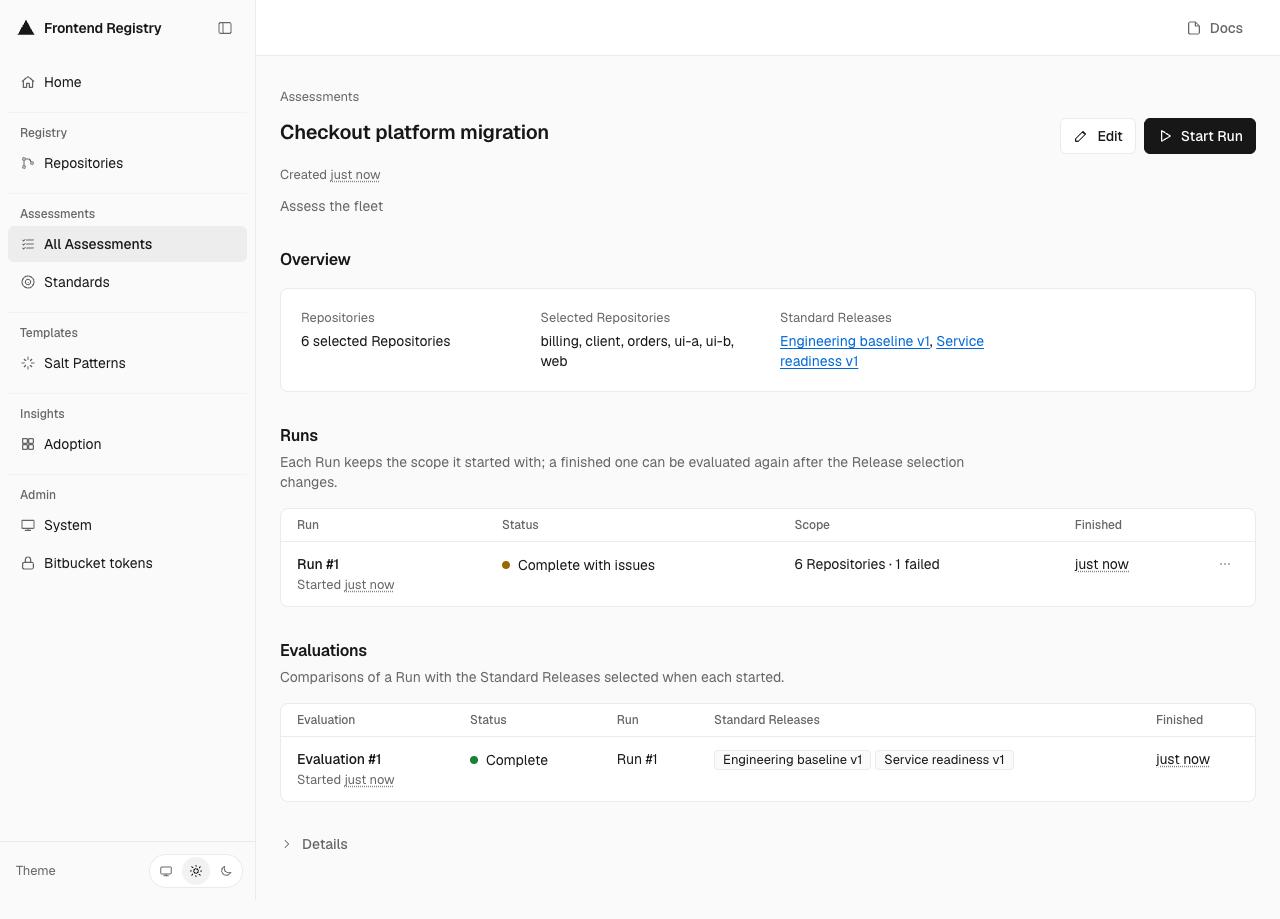 Frontend Registry
Docs
Home
Registry
Repositories
Assessments
All Assessments
Standards
Templates
Salt Patterns
Insights
Adoption
Admin
System
Bitbucket tokens
Theme
Assessments
Checkout platform migration
Edit
Start Run
Created just now
Assess the fleet
Overview
Repositories
6 selected Repositories
Selected Repositories
billing, client, orders, ui-a, ui-b,
web
Standard Releases
Engineering baseline v1, Service
readiness v1
Runs
Each Run keeps the scope it started with; a finished one can be evaluated again after the Release selection
changes.
Run Status Scope Finished
Run #1 Complete with issues 6 Repositories · 1 failed just now ···
Started just now
Evaluations
Comparisons of a Run with the Standard Releases selected when each started.
Evaluation Status Run Standard Releases Finished
Evaluation #1 Complete Run #1 Engineering baseline v1 Service readiness v1 just now
Started just now
Details